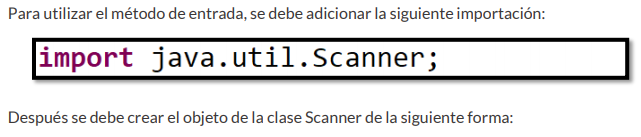 Para utilizar el método de entrada, se debe adicionar la siguiente importación:
import java.util.Scanner;
Después se debe crear el objeto de la clase Scanner de la siguiente forma: